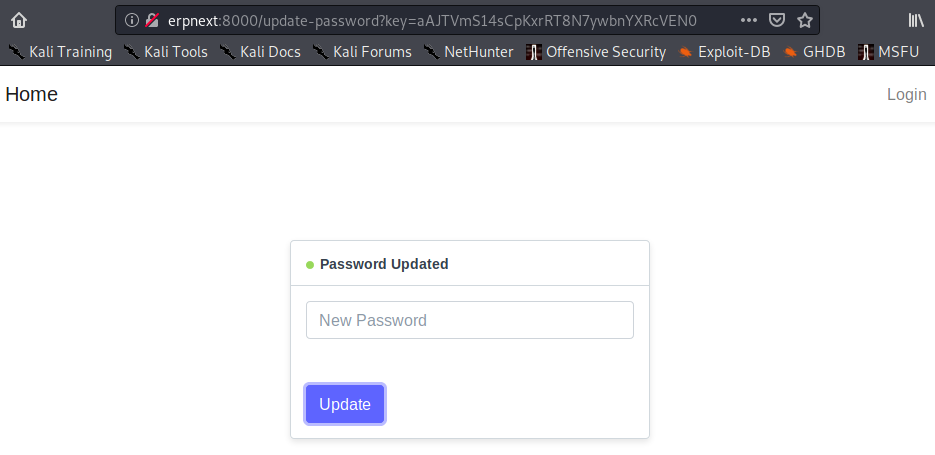 erpnext:8000/update-password?key=aAJTVmS14sCpKxrRT8N7ywbnYXRcVEN0
Kali Training Kali Tools Kali Docs Kali Forums NetHunter Offensive Security Exploit-DB GHDB MSFU
Home Login
Password Updated
New Password
Update